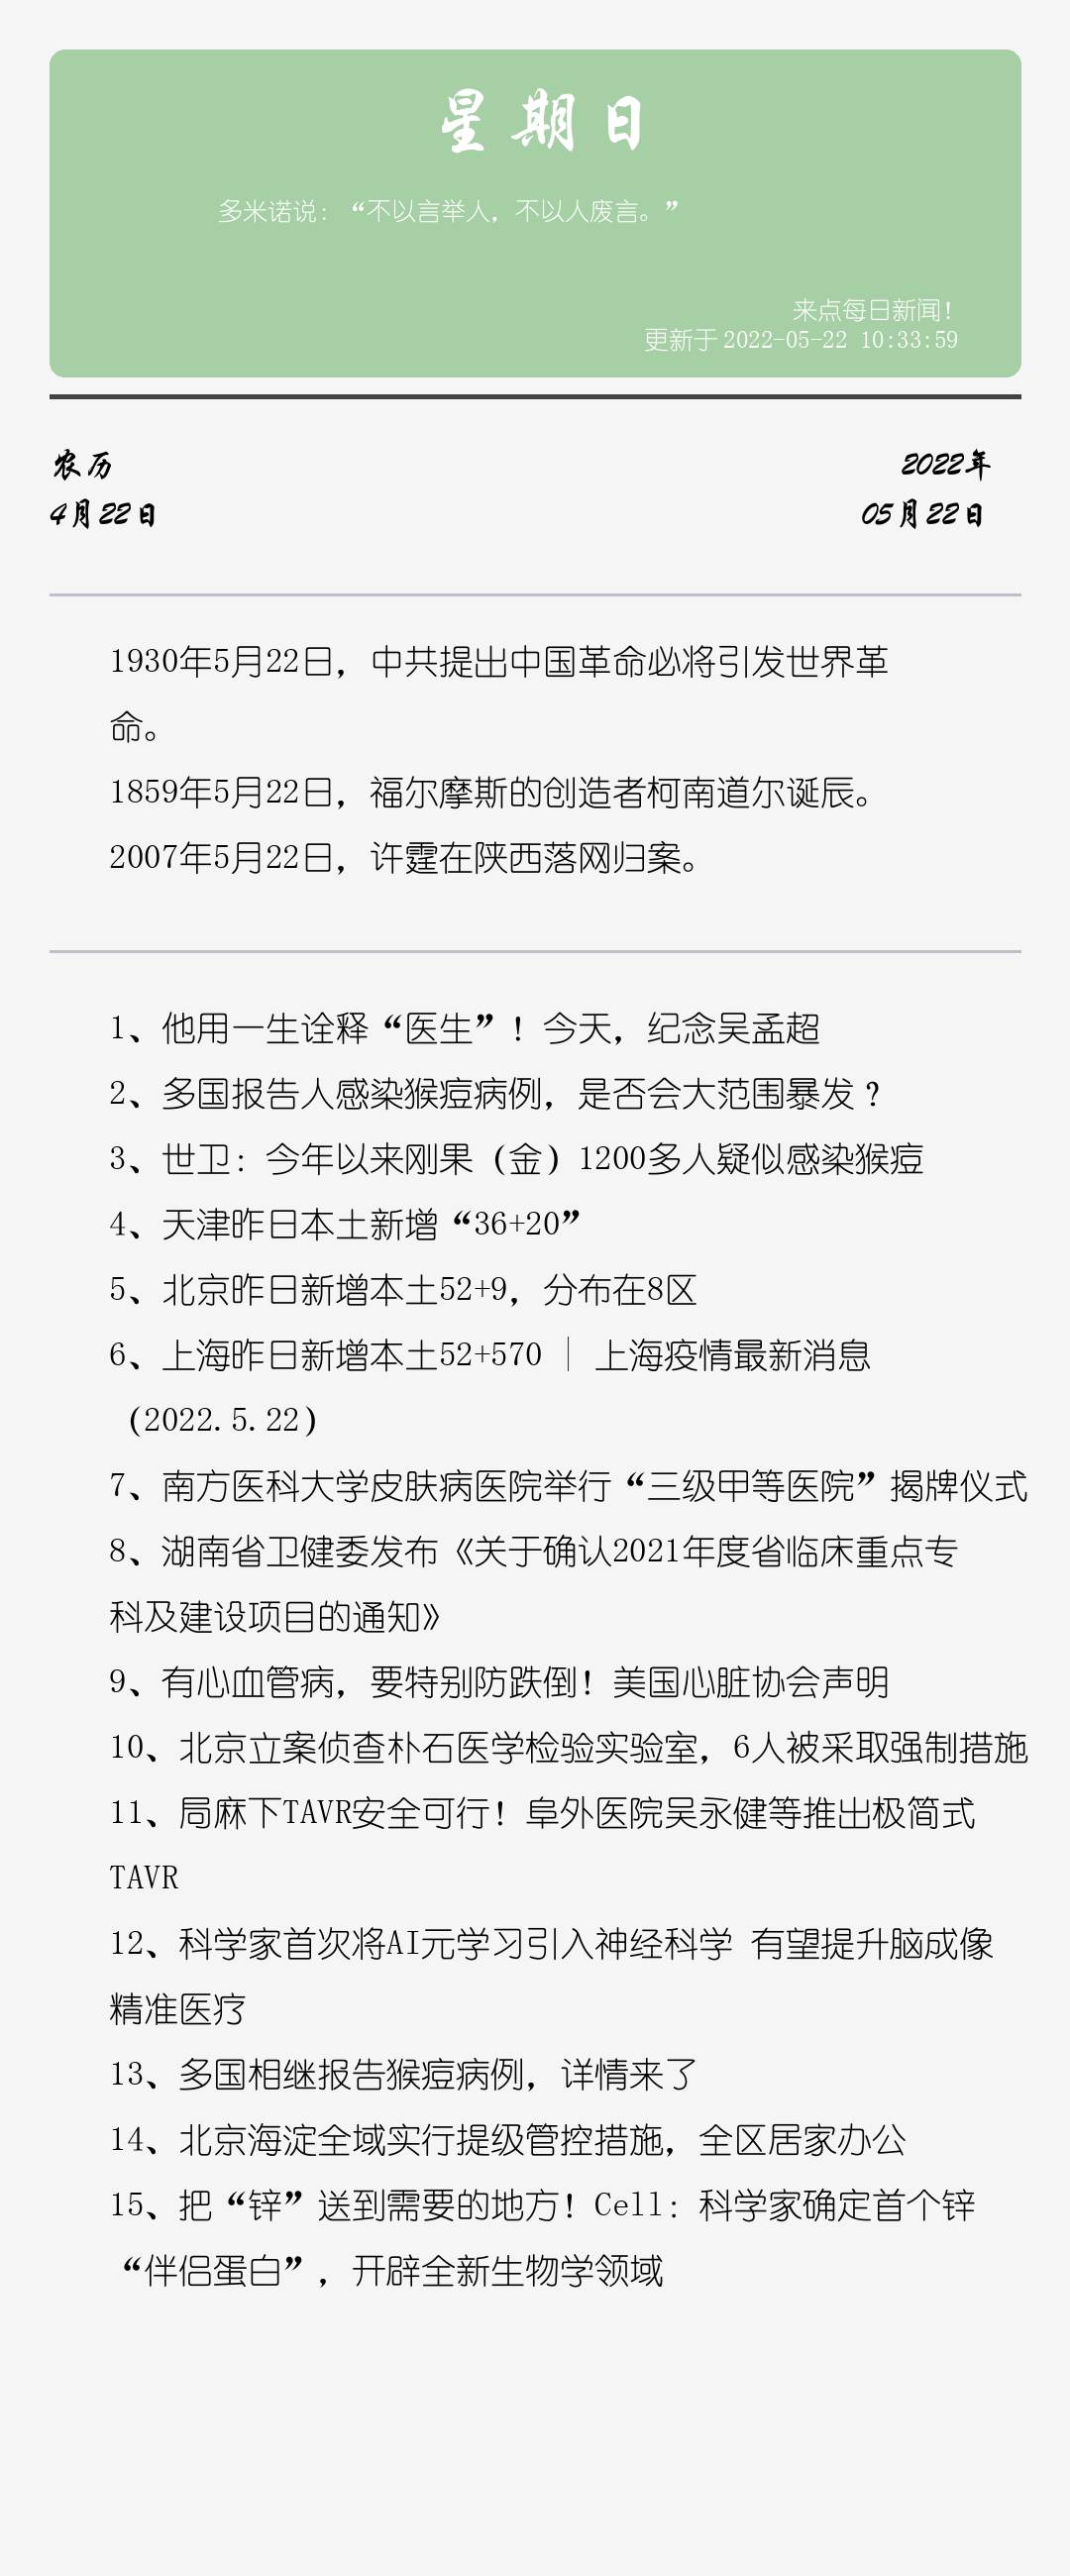 星期日
多米诺说：“不以言举人，不以人废言。”
来点每日新闻！
更新于 2022-05-22 10:33:59
农历
2022年
4月22日
05月22日
1930年5月22日，中共提出中国革命必将引发世界革
命。
1859年5月22日，福尔摩斯的创造者柯南道尔诞辰。
2007年5月22日，许霆在陕西落网归案。
1、他用一生诠释“医生”！今天，纪念吴孟超
2、多国报告人感染猴痘病例，是否会大范围暴发？
3、世卫：今年以来刚果（金）1200多人疑似感染猴痘
4、天津昨日本土新增“36+20”
5、北京昨日新增本土52+9，分布在8区
6、上海昨日新增本土52+570 │ 上海疫情最新消息
（2022.5.22）
7、南方医科大学皮肤病医院举行“三级甲等医院”揭牌仪式
8、湖南省卫健委发布《关于确认2021年度省临床重点专
科及建设项目的通知》
9、有心血管病，要特别防跌倒！美国心脏协会声明
10、北京立案侦查朴石医学检验实验室，6人被采取强制措施
11、局麻下TAVR安全可行！阜外医院吴永健等推出极简式
TAVR
12、科学家首次将AI元学习引入神经科学 有望提升脑成像
精准医疗
13、多国相继报告猴痘病例，详情来了
14、北京海淀全域实行提级管控措施，全区居家办公
15、把“锌”送到需要的地方！Cell：科学家确定首个锌
“伴侣蛋白”，开辟全新生物学领域